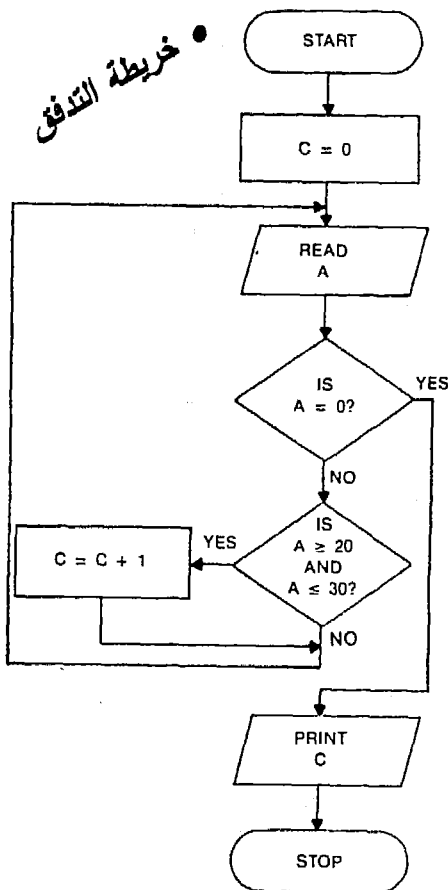 • خريطة التدفق
START
C = 0
READ
A
IS
A = 0?
YES
NO
IS
A ≥ 20
AND
A ≤ 30?
YES
C = C + 1
NO
PRINT
C
STOP